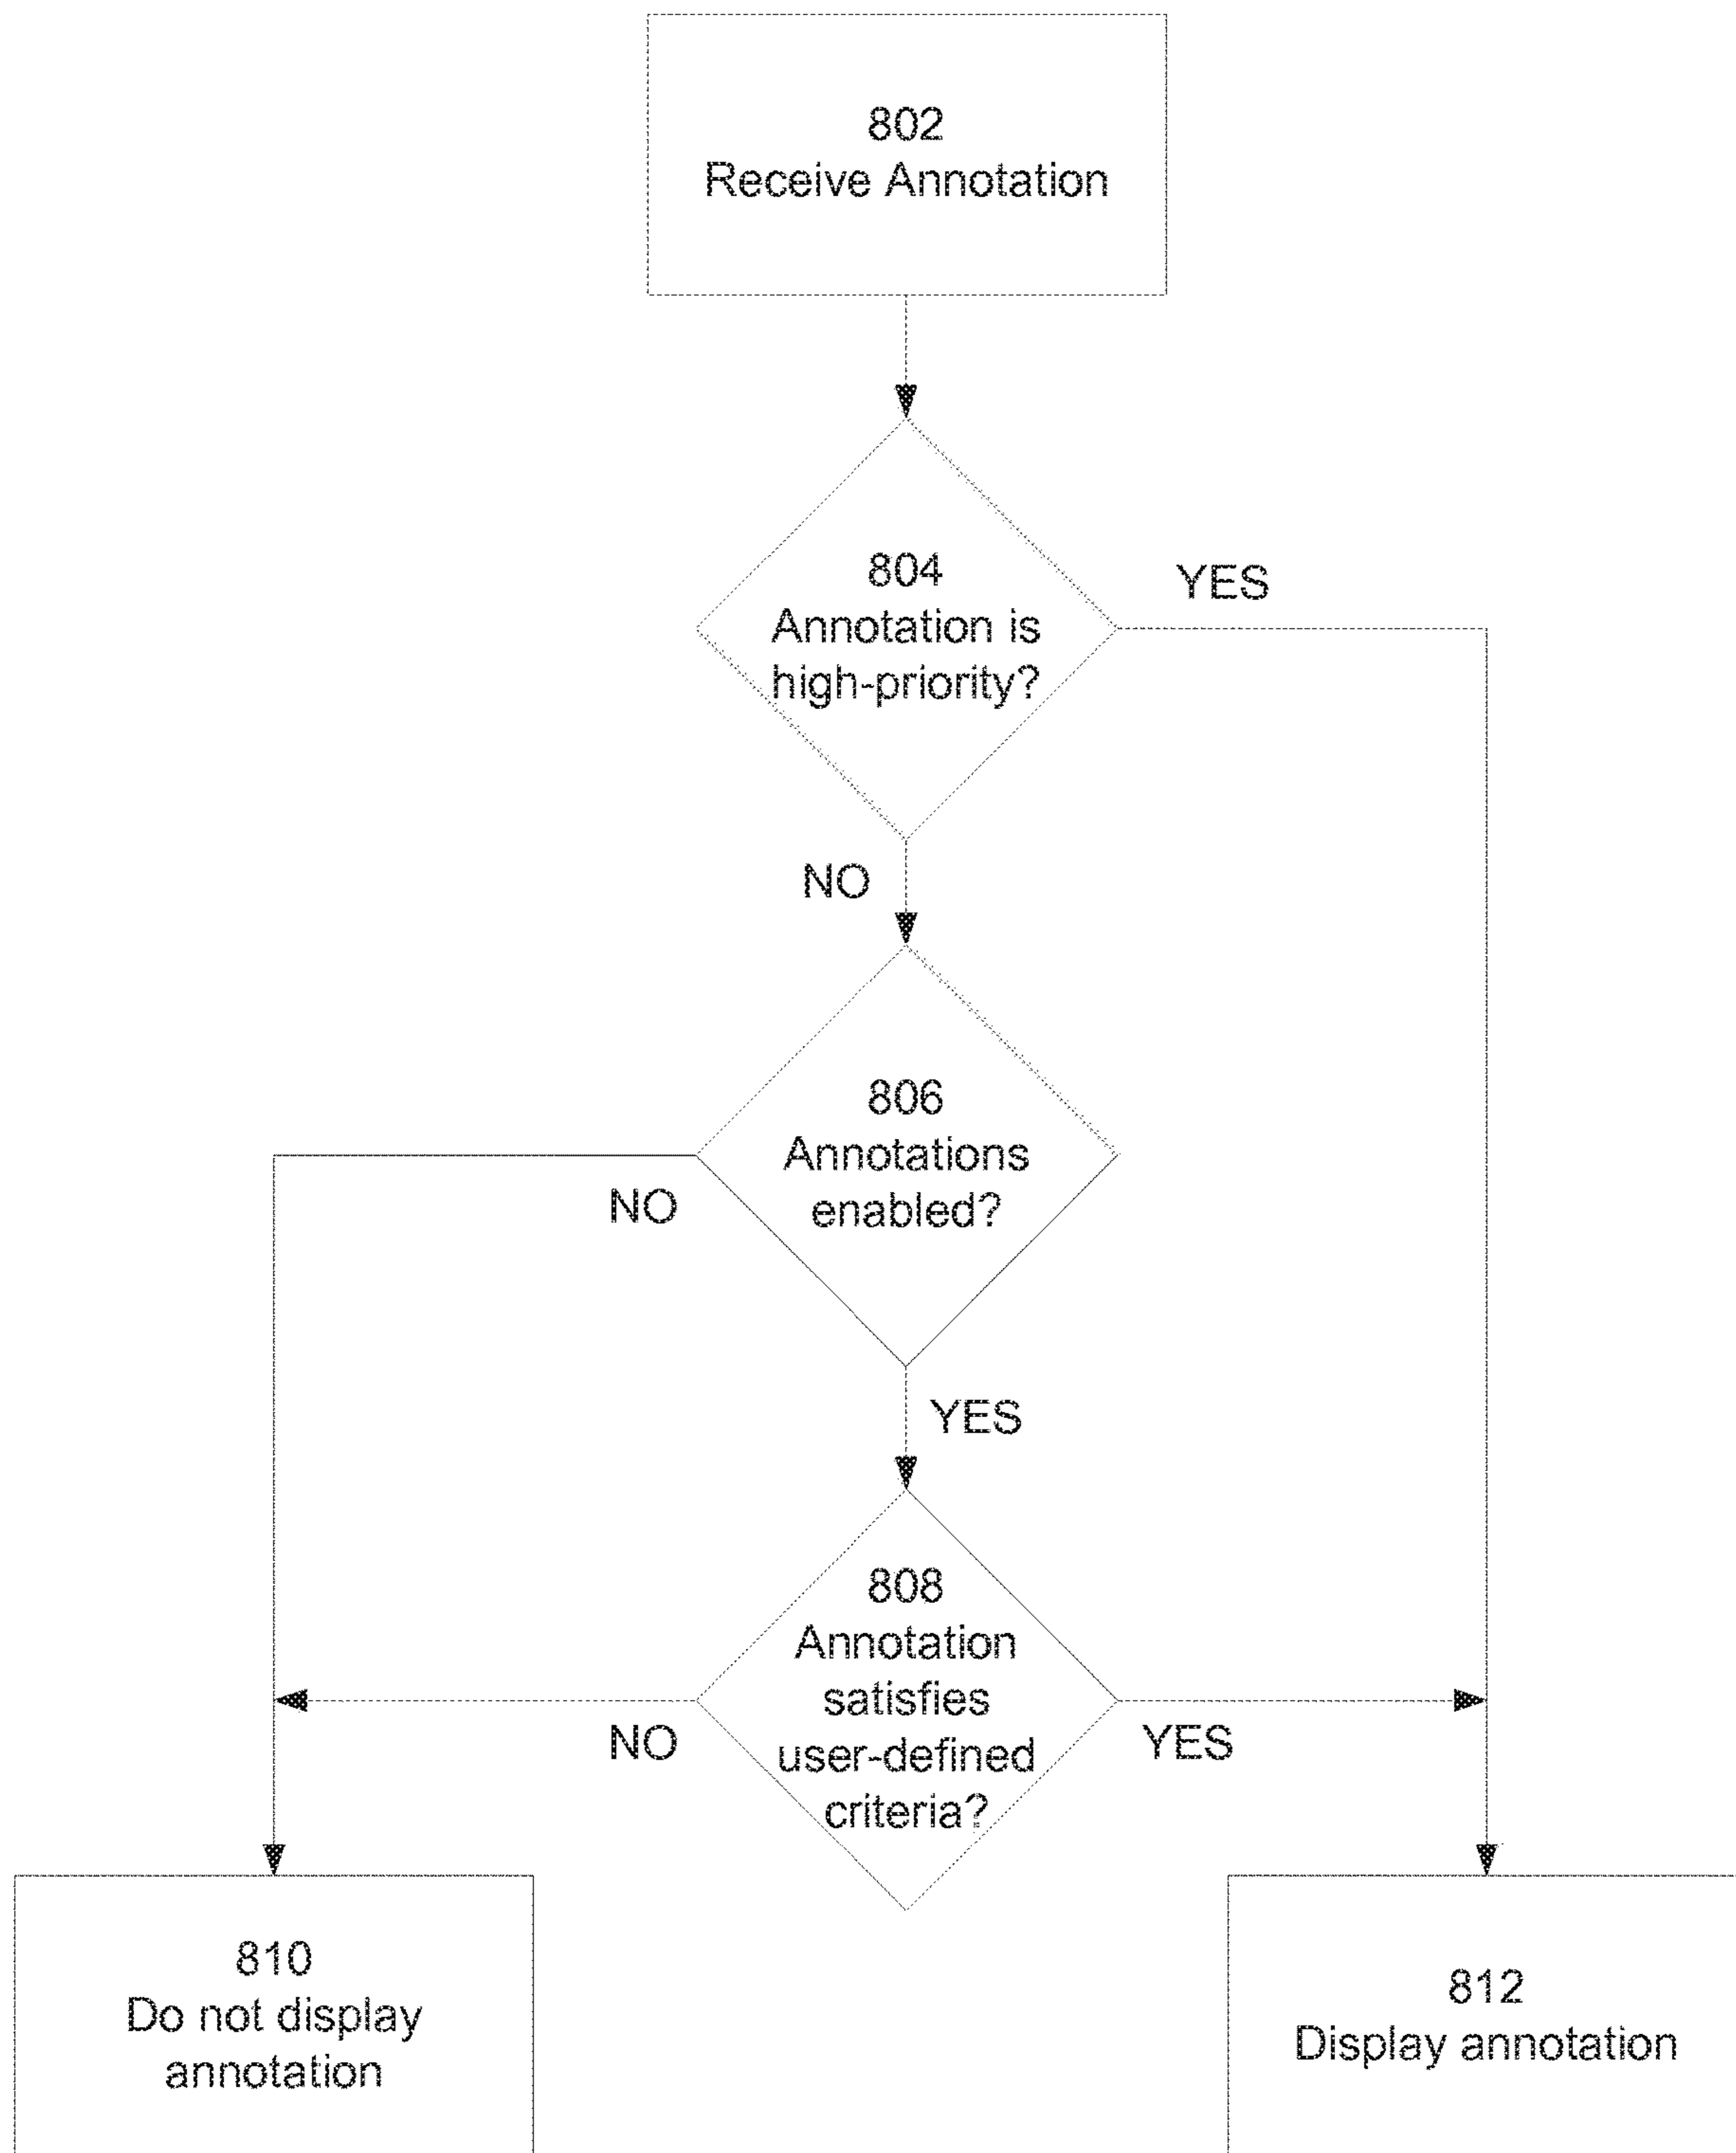 802
Receive Annotation
804
Annotation is
high-priority?
YES
NO
806
Annotations
enabled?
NO
YES
808
Annotation
satisfies
user-defined
criteria?
NO
YES
810
Do not display
annotation
812
Display annotation